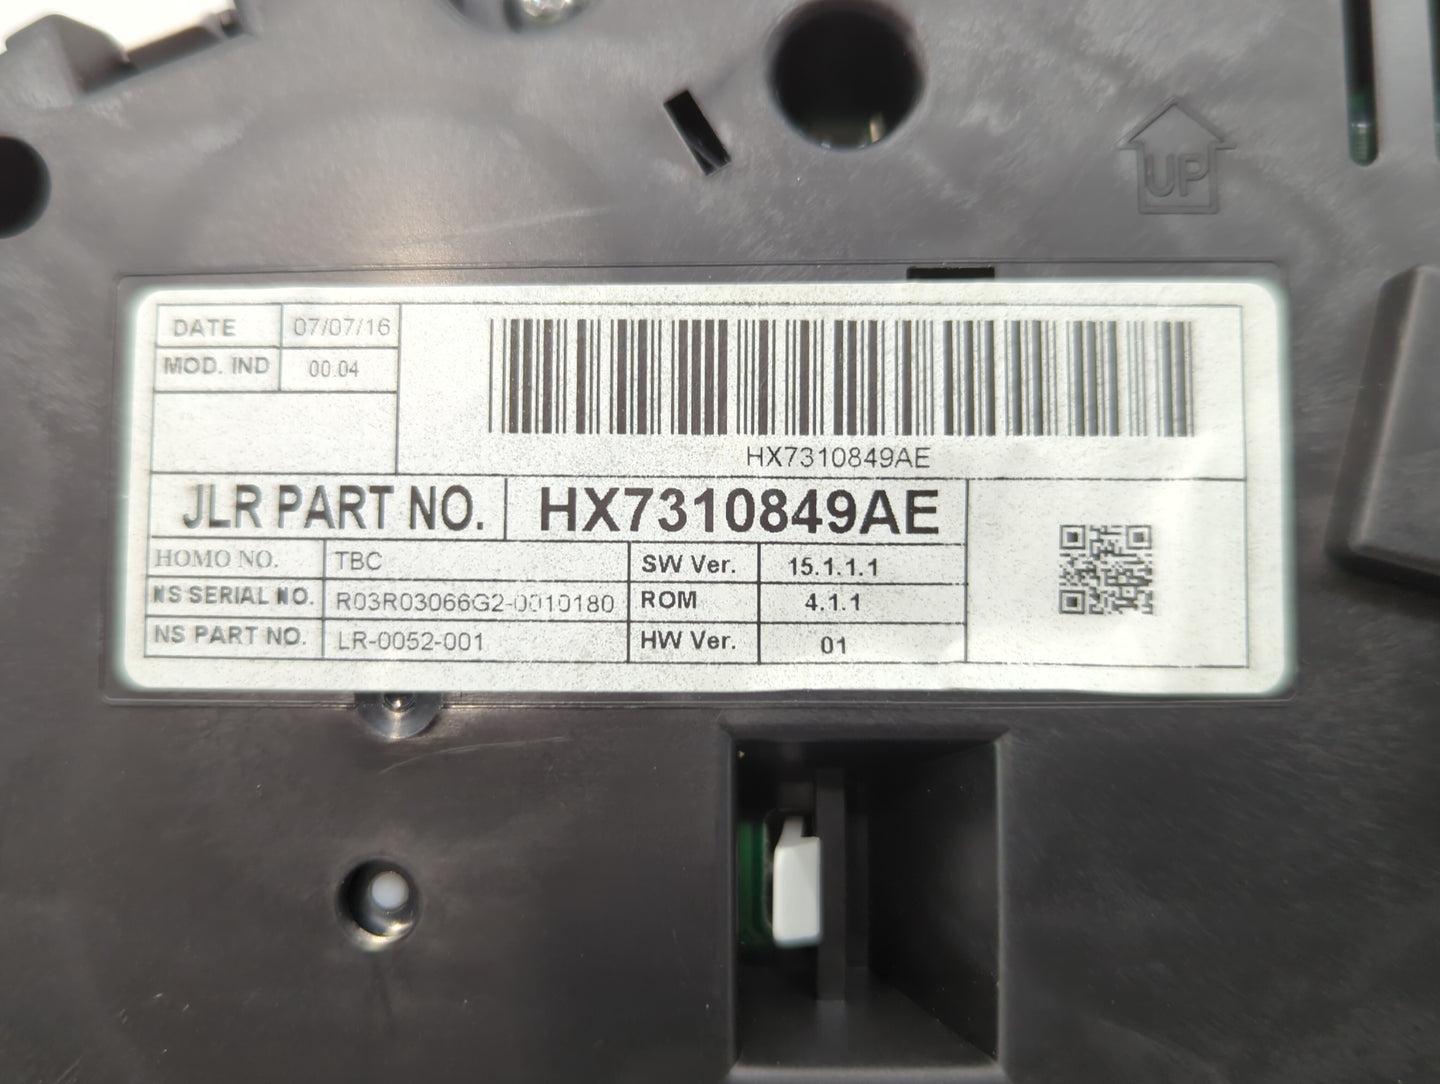 UP
DATE 07/07/16
MOD. IND 00.04
HX7310849AE
JLR PART NO. HX7310849AE
HOMO NO. TBC SW Ver. 15.1.1.1
NS SERIAL NO. R03R03066G2-0010180 ROM 4.1.1
NS PART NO. LR-0052-001 HW Ver. 01